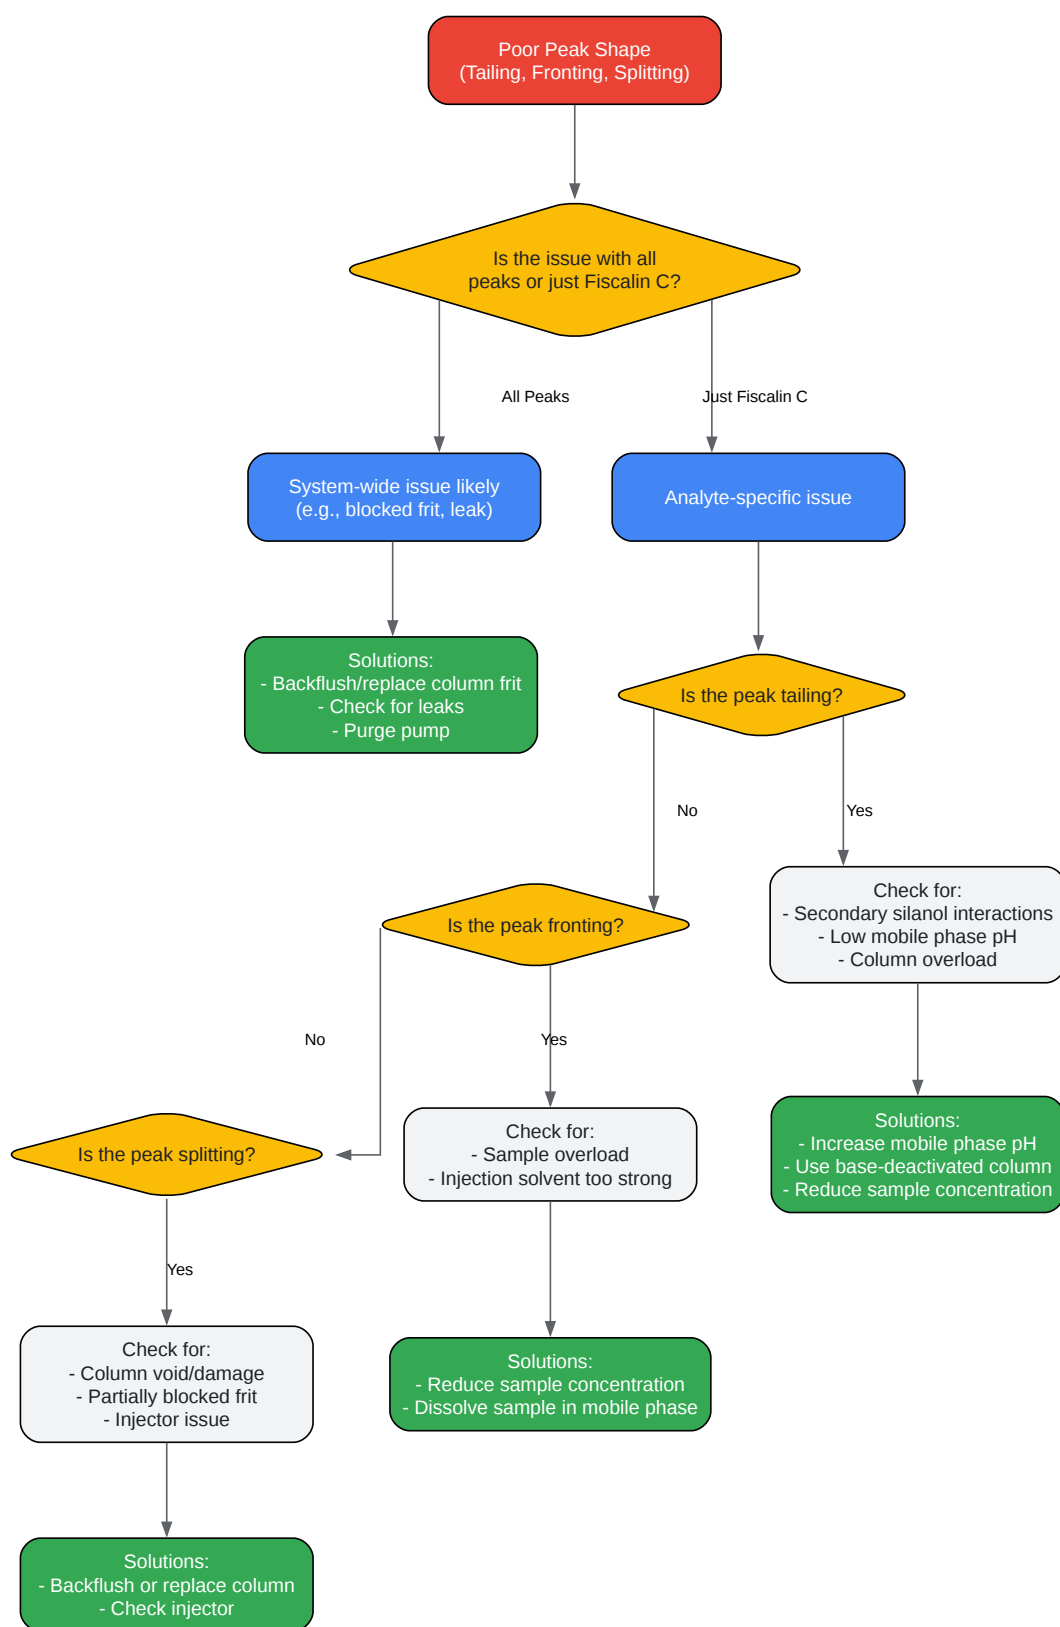 Poor Peak Shape
(Tailing, Fronting, Splitting)
Is the issue with all
peaks or just Fiscalin C?
All Peaks
Just Fiscalin C
System-wide issue likely
(e.g., blocked frit, leak)
Analyte-specific issue
Solutions:
- Backflush/replace column frit
- Check for leaks
- Purge pump
Is the peak tailing?
No
Yes
Check for:
- Secondary silanol interactions
- Low mobile phase pH
- Column overload
Is the peak fronting?
No
Yes
Solutions:
- Increase mobile phase pH
- Use base-deactivated column
- Reduce sample concentration
Is the peak splitting?
Check for:
- Sample overload
- Injection solvent too strong
Yes
Check for:
- Column void/damage
- Partially blocked frit
- Injector issue
Solutions:
- Reduce sample concentration
- Dissolve sample in mobile phase
Solutions:
- Backflush or replace column
- Check injector